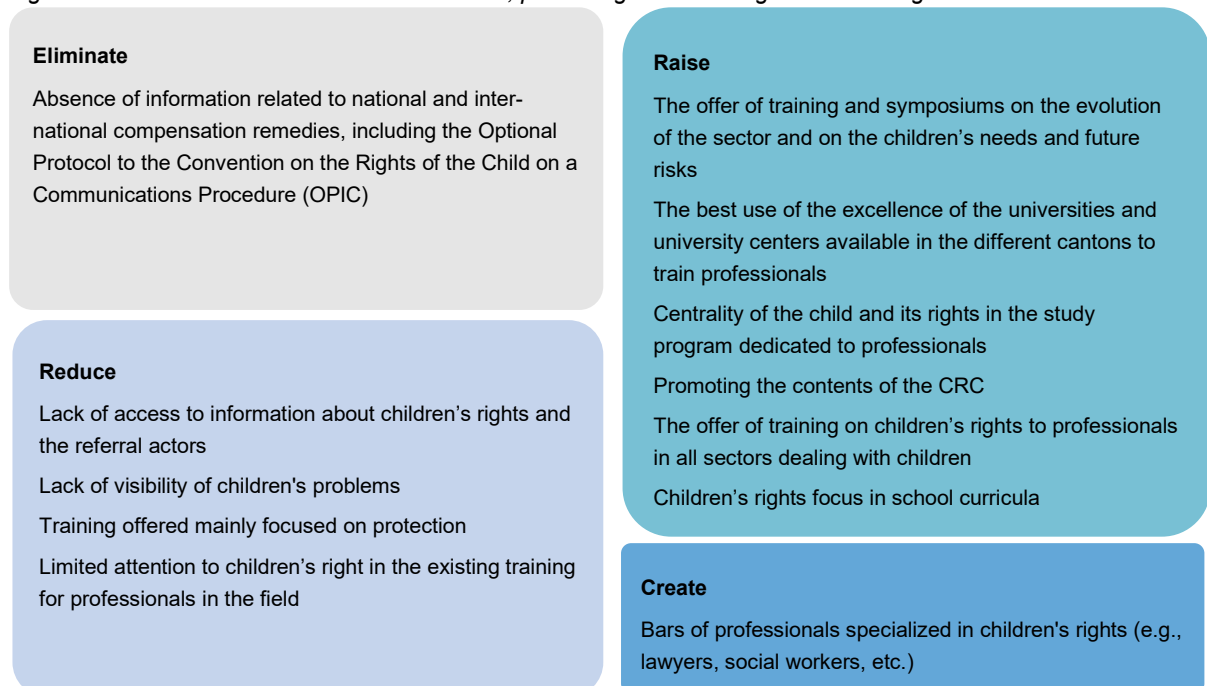 Eliminate
Absence of information related to national and inter-
national compensation remedies, including the Optional
Protocol to the Convention on the Rights of the Child on a
Communications Procedure (OPIC)
Reduce
Lack of access to information about children’s rights and
the referral actors
Lack of visibility of children's problems
Training offered mainly focused on protection
Limited attention to children’s right in the existing training
for professionals in the field
Raise
The offer of training and symposiums on the evolution
of the sector and on the children’s needs and future
risks
The best use of the excellence of the universities and
university centers available in the different cantons to
train professionals
Centrality of the child and its rights in the study
program dedicated to professionals
Promoting the contents of the CRC
The offer of training on children’s rights to professionals
in all sectors dealing with children
Children’s rights focus in school curricula
Create
Bars of professionals specialized in children's rights (e.g.,
lawyers, social workers, etc.)